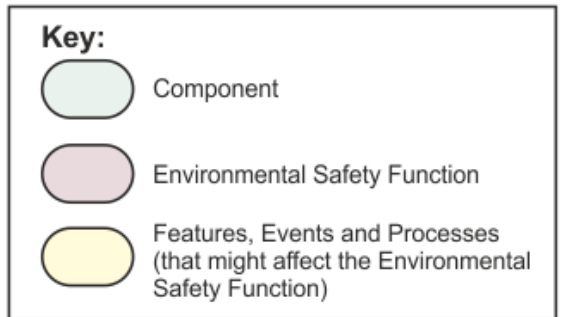 Key:
Component
Environmental Safety Function
Features, Events and Processes
(that might affect the Environmental
Safety Function)